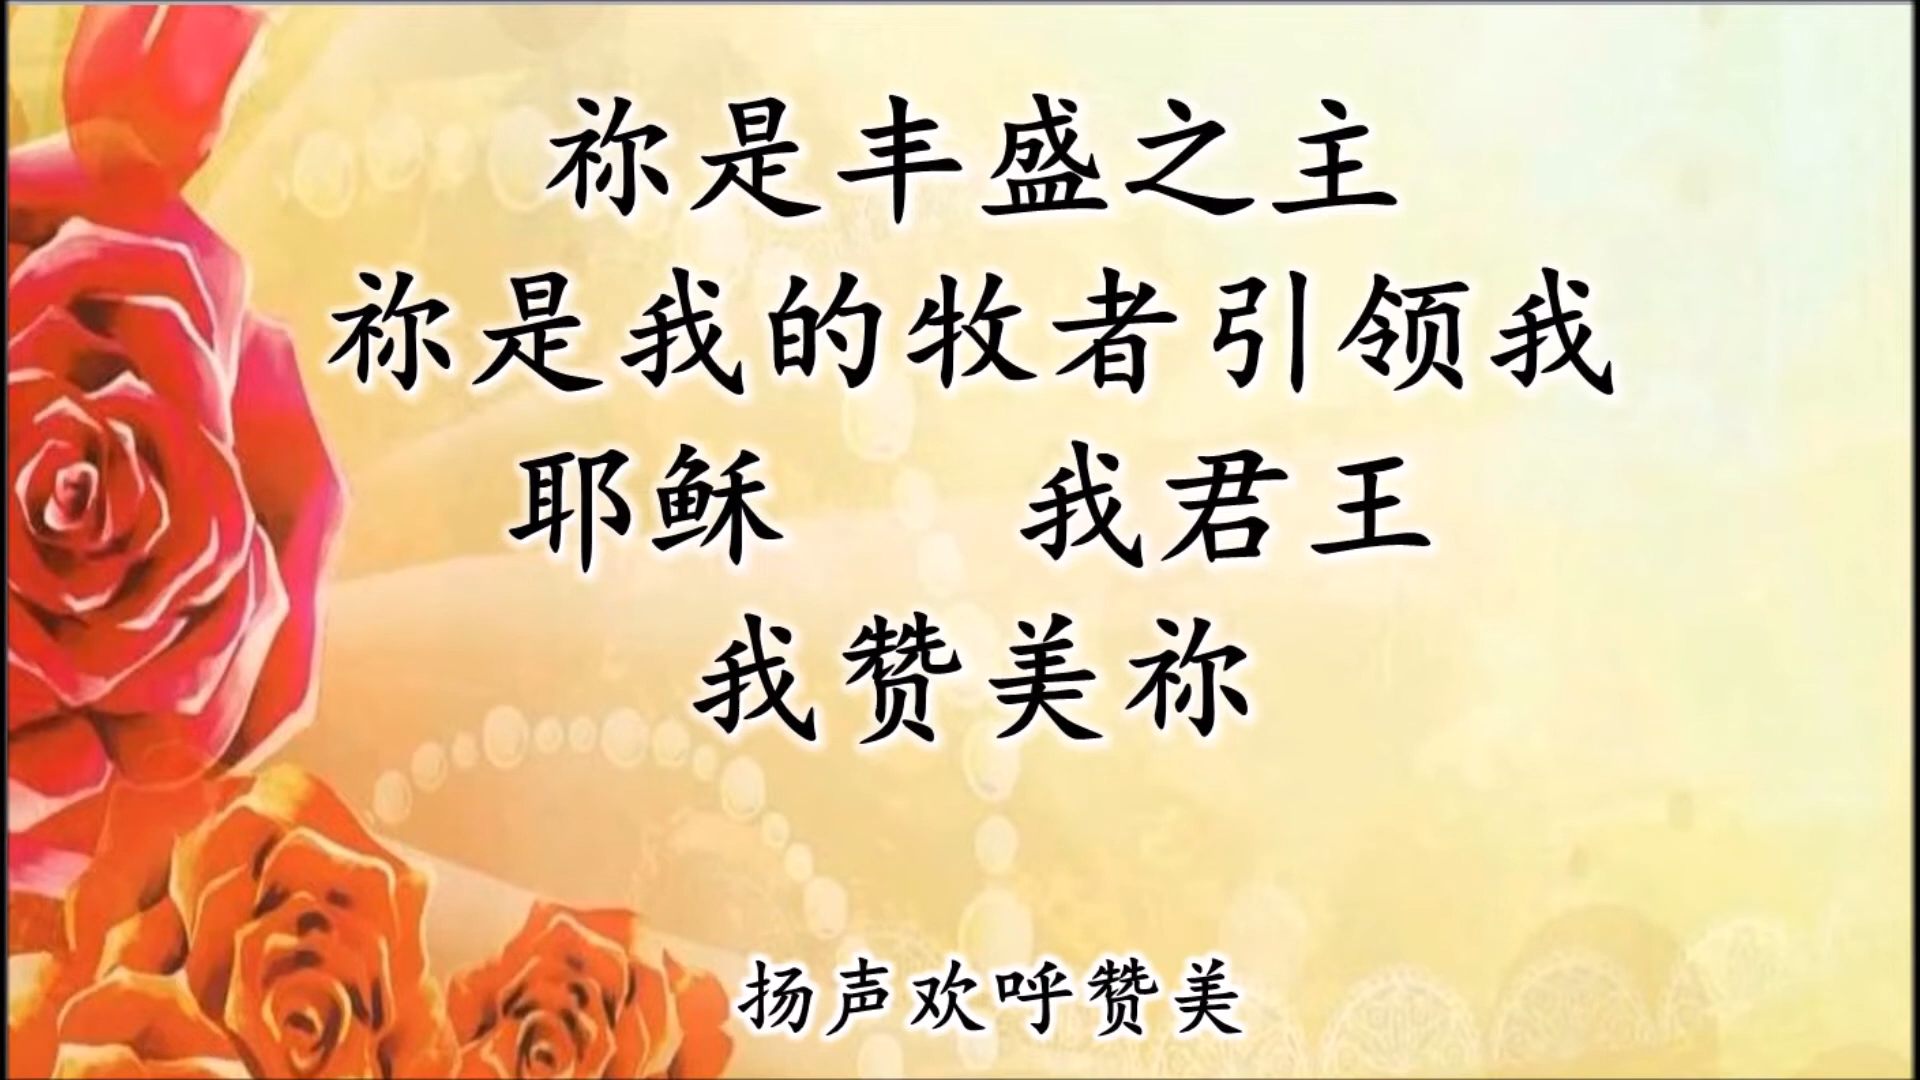 祢是丰盛之主
祢是我的牧者引领我
耶稣 我君王
我赞美祢
扬声欢呼赞美